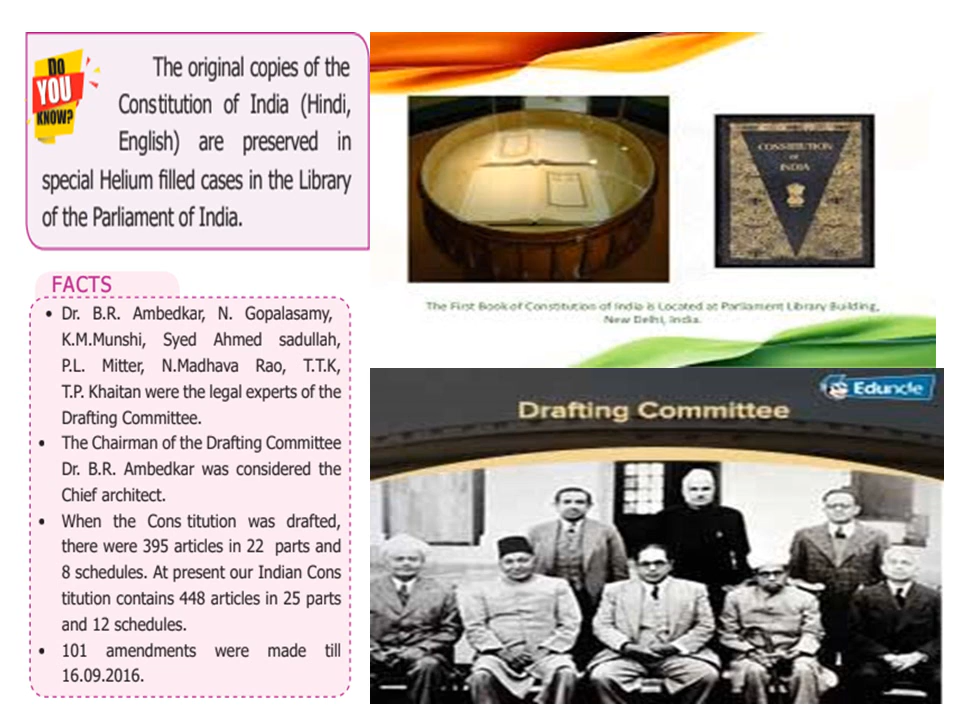 DO
YOU
KNOW?
The original copies of the
Constitution of India (Hindi,
English) are preserved in
special Helium filled cases in the Library
of the Parliament of India.
FACTS
• Dr. B.R. Ambedkar, N. Gopalasamy,
K.M.Munshi, Syed Ahmed sadullah,
P.L. Mitter, N.Madhava Rao, T.T.K,
T.P. Khaitan were the legal experts of the
Drafting Committee.
• The Chairman of the Drafting Committee
Dr. B.R. Ambedkar was considered the
Chief architect.
• When the Cons titution was drafted,
there were 395 articles in 22 parts and
8 schedules. At present our Indian Cons
titution contains 448 articles in 25 parts
and 12 schedules.
• 101 amendments were made till
16.09.2016.
CONSTITUTION
OF
INDIA
The First Book of Constitution of India is Located at Parliament Library Building,
New Delhi, India.
Eduncle
Drafting Committee